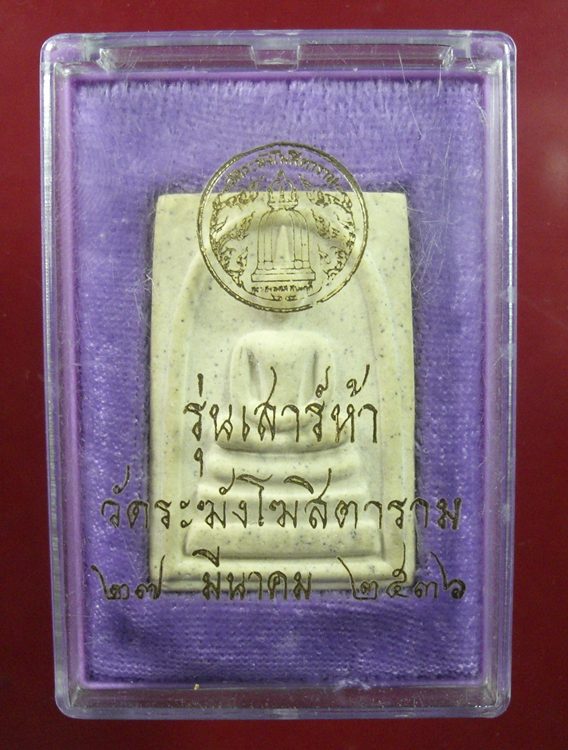 รุ่นเสาร์ห้า
วัดระฆังโฆสิตาราม
๒๗ มีนาคม ๒๕๓๖